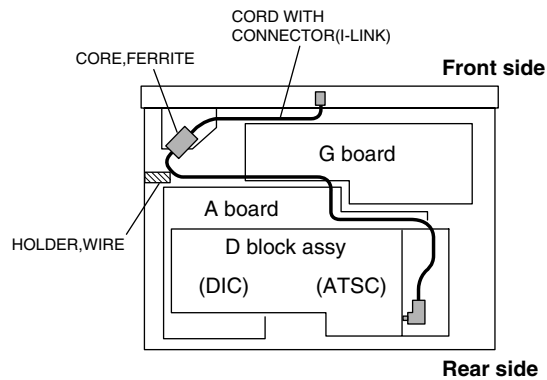 CORD WITH
CONNECTOR(I-LINK)
CORE,FERRITE
Front side
G board
A board
HOLDER,WIRE
D block assy
(DIC) (ATSC)
Rear side